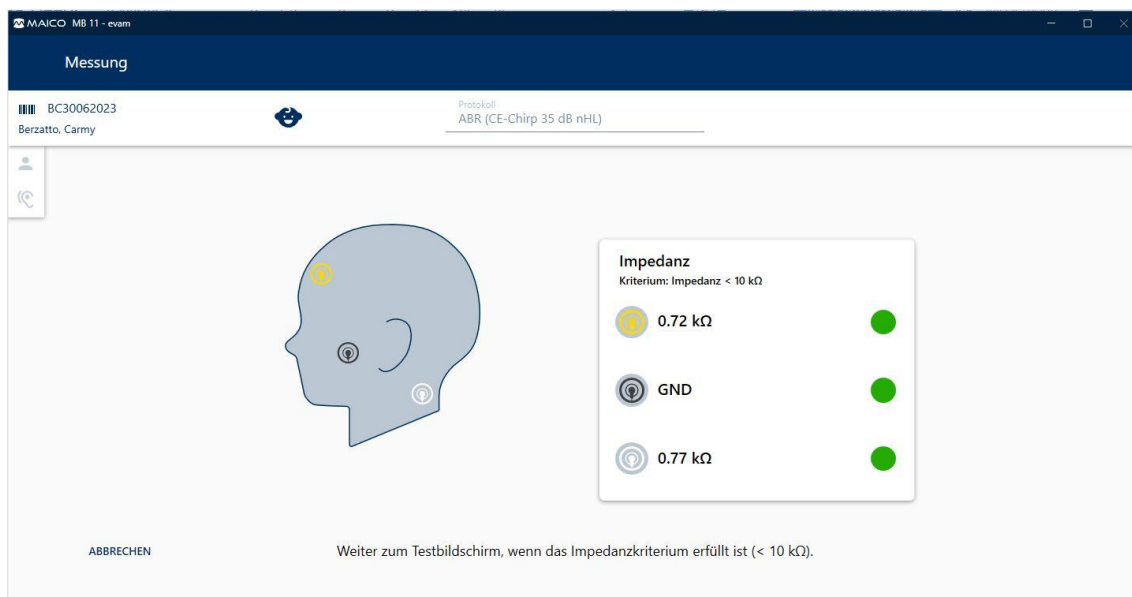 MAICO MB 11 - evam
Messung
BC30062023
Berzatto, Carmy
Protokoll
ABR (CE-Chirp 35 dB nHL)
Impedanz
Kriterium: Impedanz < 10 kΩ
0.72 kΩ
GND
0.77 kΩ
ABBRECHEN
Weiter zum Testbildschirm, wenn das Impedanzkriterium erfüllt ist (< 10 kΩ).